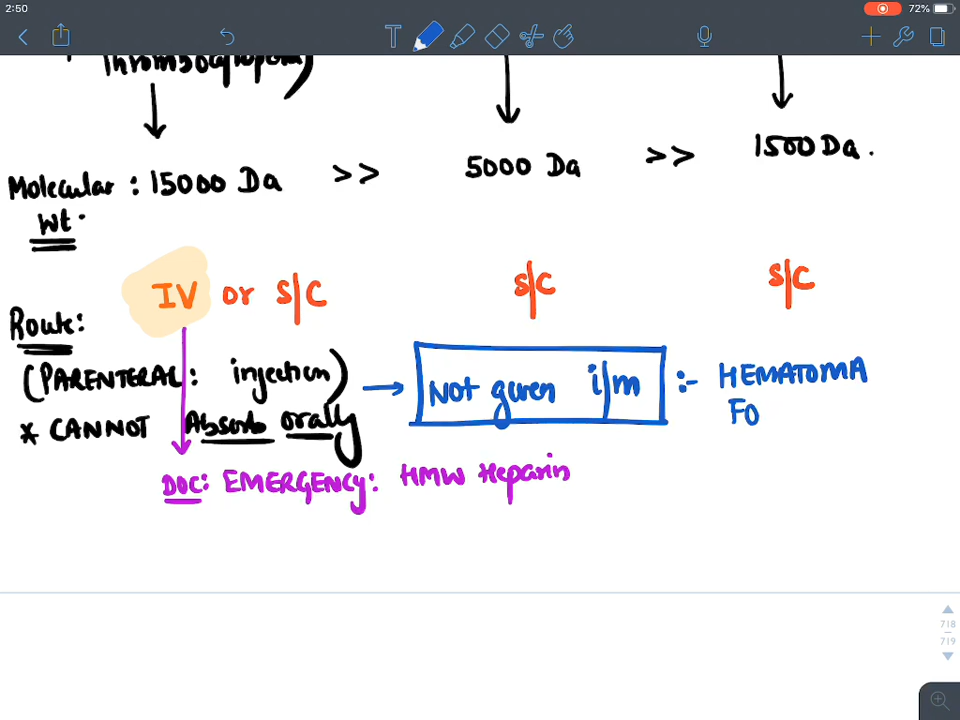 2:50
72%
T
Thrombocytopenia)
Molecular : 15000 Da >> 5000 Da >> 1500 Da.
Wt.
IV or S/C S/C S/C
Route:
(PARENTERAL: injection) → Not given i/m :- HEMATOMA
FO
* CANNOT Absorb orally
DOC: EMERGENCY: HMW Heparin
718
719